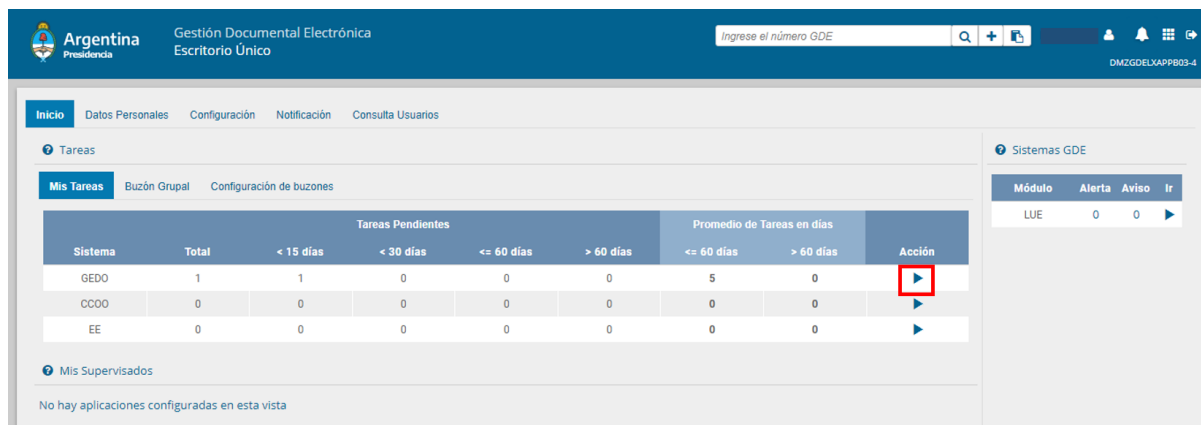 Argentina
Presidencia
Gestión Documental Electrónica
Escritorio Único
Ingrese el número GDE
DMZGDELXAPPB03-4
Inicio Datos Personales Configuración Notificación Consulta Usuarios
Tareas
Mis Tareas Buzón Grupal Configuración de buzones
Tareas Pendientes Promedio de Tareas en días
Sistema Total < 15 días < 30 días <= 60 días > 60 días <= 60 días > 60 días Acción
GEDO 1 1 0 0 0 5 0
CCOO 0 0 0 0 0 0 0
EE 0 0 0 0 0 0 0
Mis Supervisados
No hay aplicaciones configuradas en esta vista
Sistemas GDE
Módulo Alerta Aviso Ir
LUE 0 0